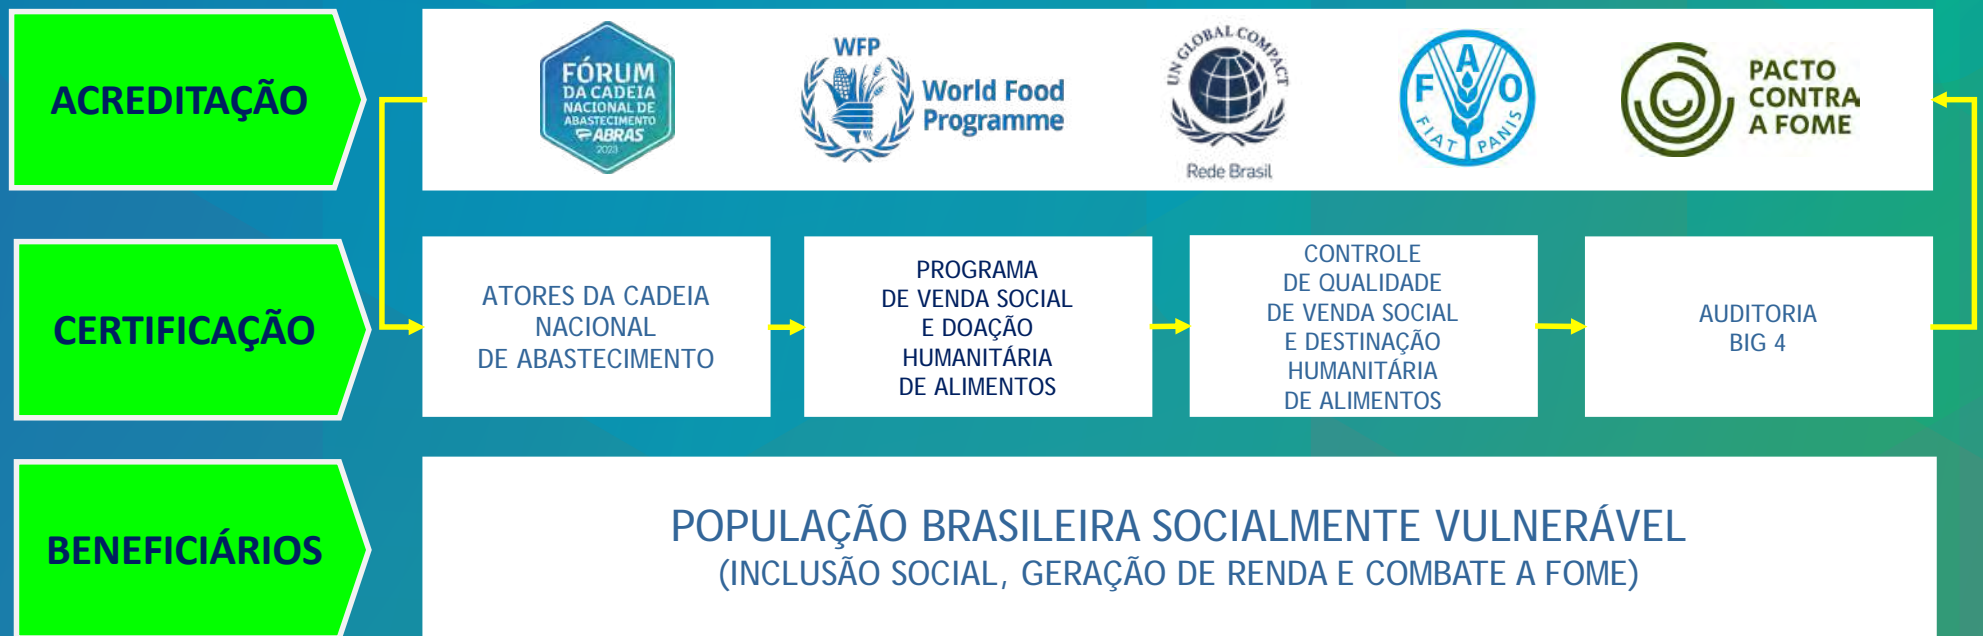 ACREDITAÇÃO
FÓRUM
DA CADEIA
NACIONAL DE
ABASTECIMENTO
ABRAS
2023
WFP
World Food
Programme
UN GLOBAL COMPACT
Rede Brasil
F A O
FIAT PANIS
PACTO
CONTRA
A FOME
CERTIFICAÇÃO
ATORES DA CADEIA
NACIONAL
DE ABASTECIMENTO
PROGRAMA
DE VENDA SOCIAL
E DOAÇÃO
HUMANITÁRIA
DE ALIMENTOS
CONTROLE
DE QUALIDADE
DE VENDA SOCIAL
E DESTINAÇÃO
HUMANITÁRIA
DE ALIMENTOS
AUDITORIA
BIG 4
BENEFICIÁRIOS
POPULAÇÃO BRASILEIRA SOCIALMENTE VULNERÁVEL
(INCLUSÃO SOCIAL, GERAÇÃO DE RENDA E COMBATE A FOME)